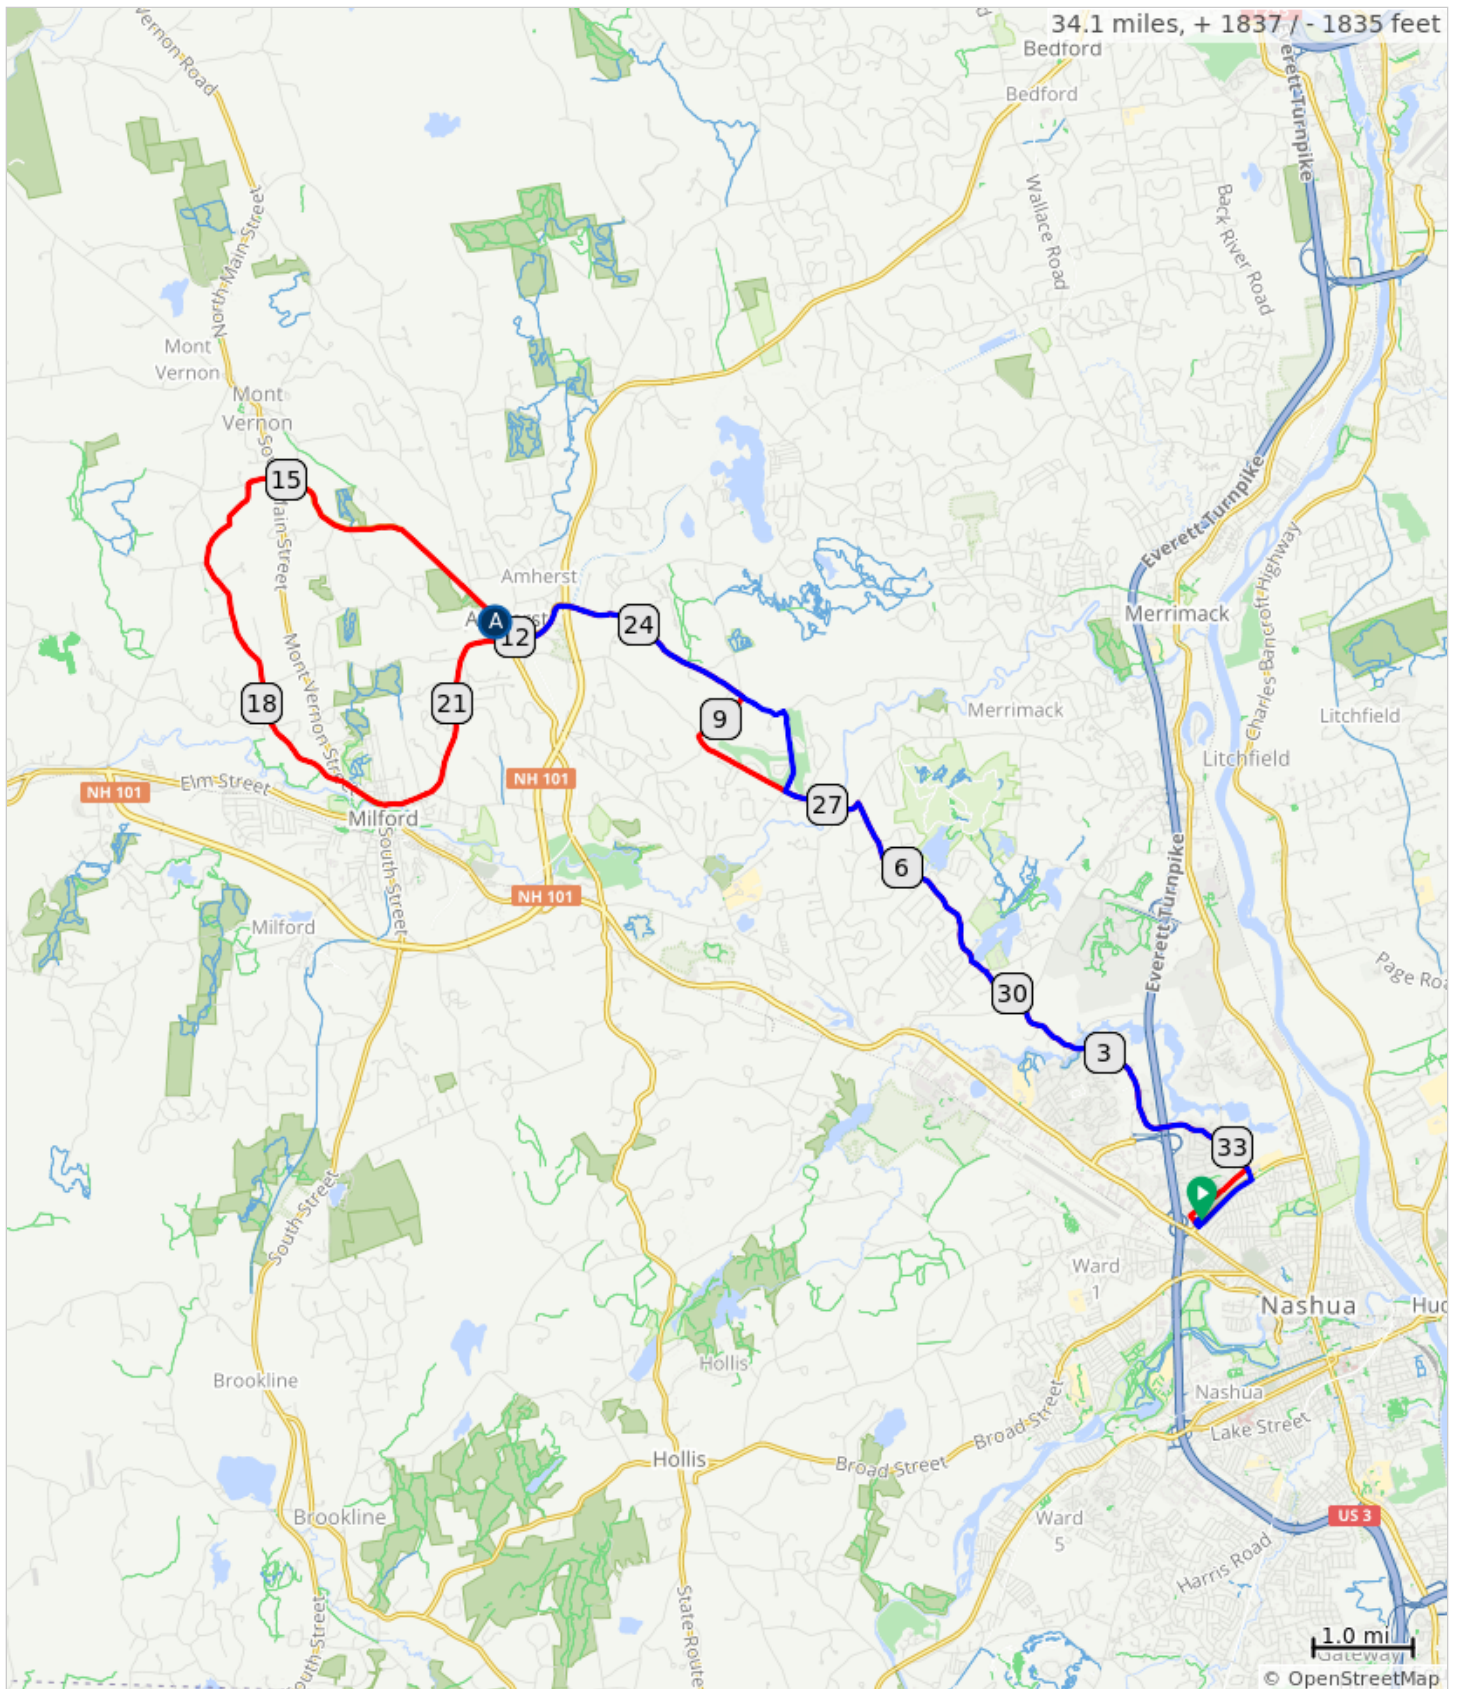 34.1 miles, + 1837 / - 1835 feet
Vernon Road
Bedford
Bedford
Everett Turnpike
Wallace Road
Back River Road
North Main Street
Mont
Vernon
Mont
Vernon
15
Main Street
Everett Turnpike
Charles Bancroft Highway
Amherst
A
12
24
Merrimack
Mont Vernon Street
18
21
9
Merrimack
Litchfield
Litchfield
NH 101
NH 101
Elm Street
Milford
27
South Street
6
Everett Turnpike
NH 101
Milford
Page Roa
30
3
33
South Street
Ward
1
Nashua
Hud
Hollis
Brookline
Nashua
Broad Street
Lake Street
Hollis
Broad Street
Brookline
Ward
5
US 3
Harris Road
State Route
outh Street
1.0 mi
Gateway
© OpenStreetMap